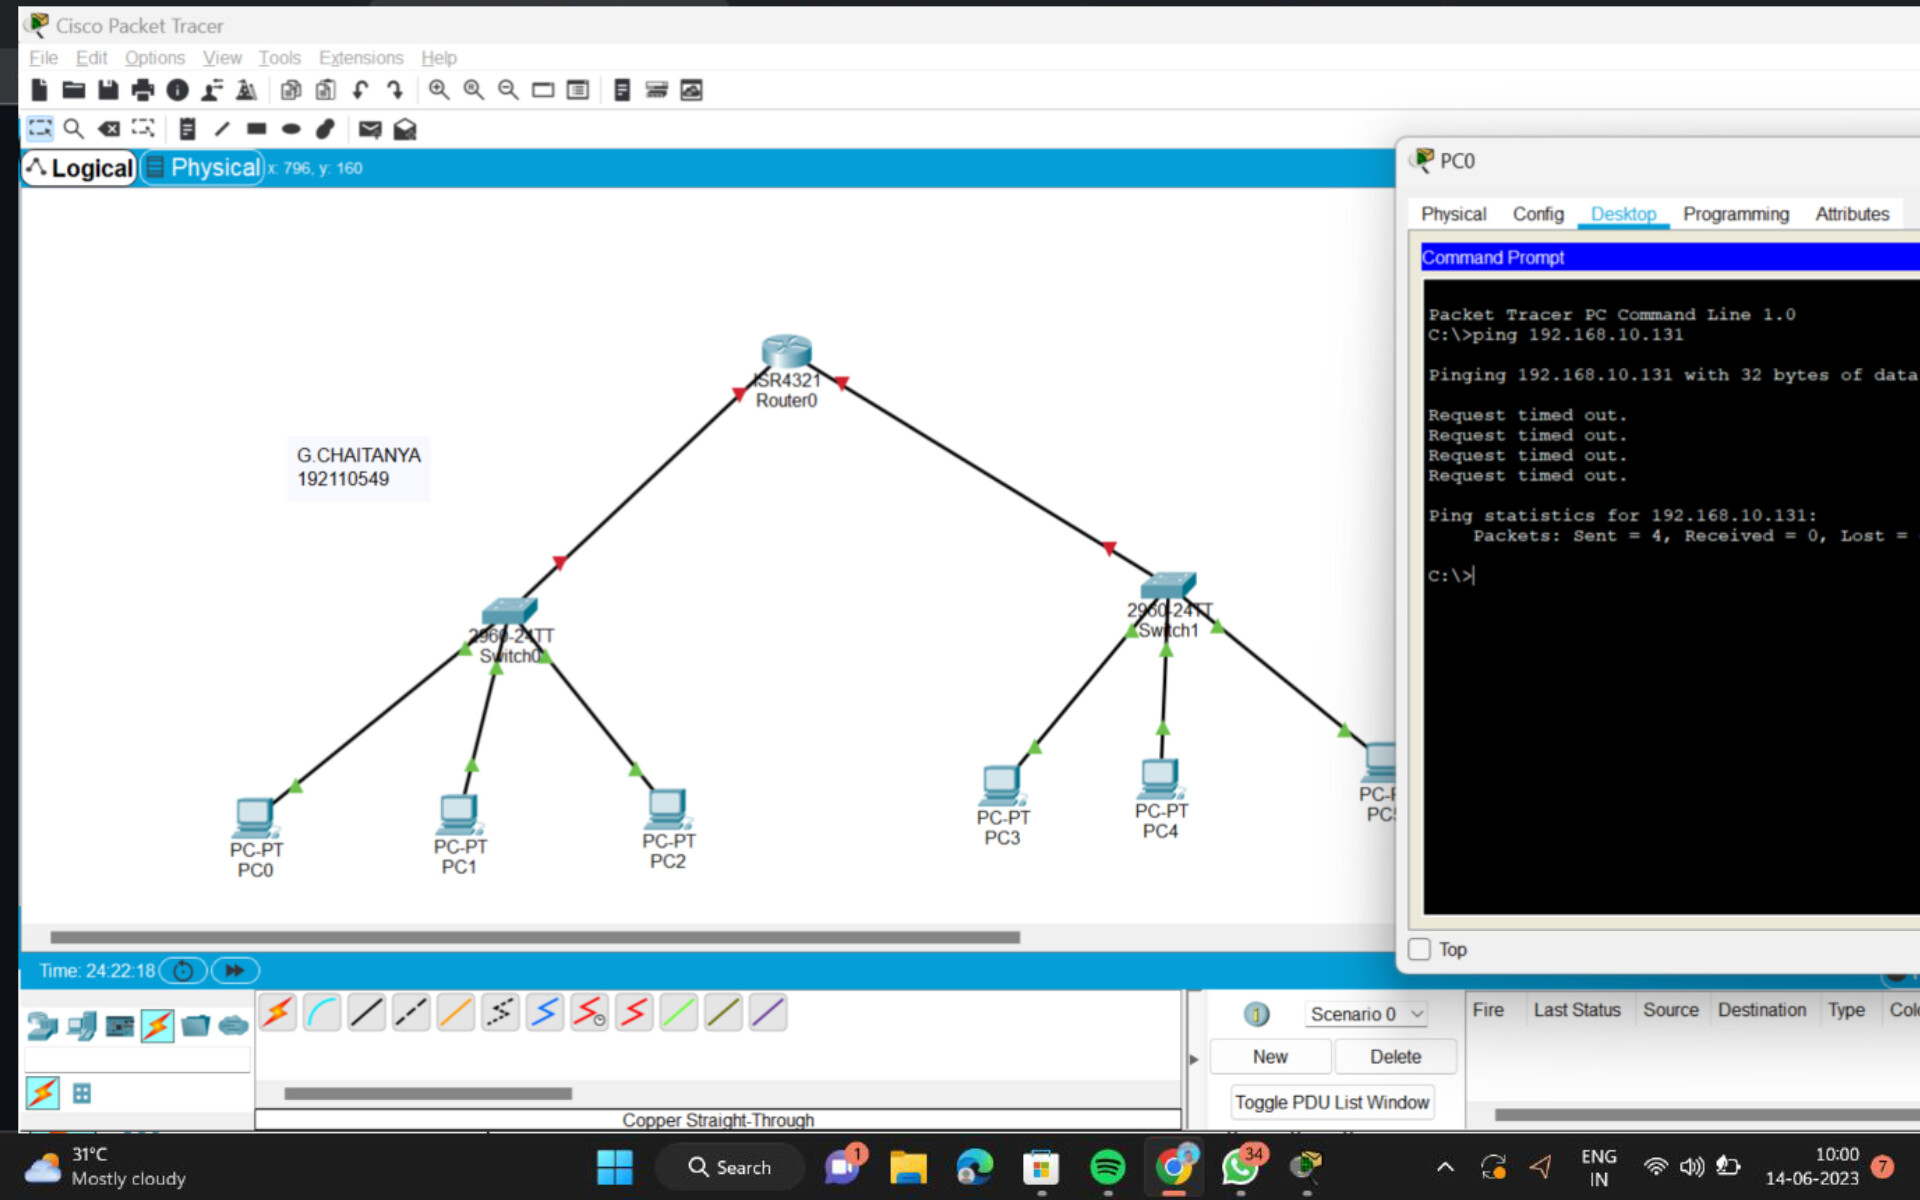 Cisco Packet Tracer
File Edit Options View Tools Extensions Help
Logical Physical x: 796, y: 160
PC0
Physical Config Desktop Programming Attributes
Command Prompt
Packet Tracer PC Command Line 1.0
C:\>ping 192.168.10.131
Pinging 192.168.10.131 with 32 bytes of data
Request timed out.
Request timed out.
Request timed out.
Request timed out.
Ping statistics for 192.168.10.131:
Packets: Sent = 4, Received = 0, Lost =
C:\>
Top
ISR4321
Router0
G.CHAITANYA
192110549
2960-24TT
Switch0
2960-24TT
Switch1
PC-PT
PC0
PC-PT
PC1
PC-PT
PC2
PC-PT
PC3
PC-PT
PC4
Time: 24:22:18
1
Scenario 0
New Delete
Toggle PDU List Window
Fire Last Status Source Destination Type
Copper Straight-Through
31°C
Mostly cloudy
Search
1
34
ENG
IN
10:00
14-06-2023
7